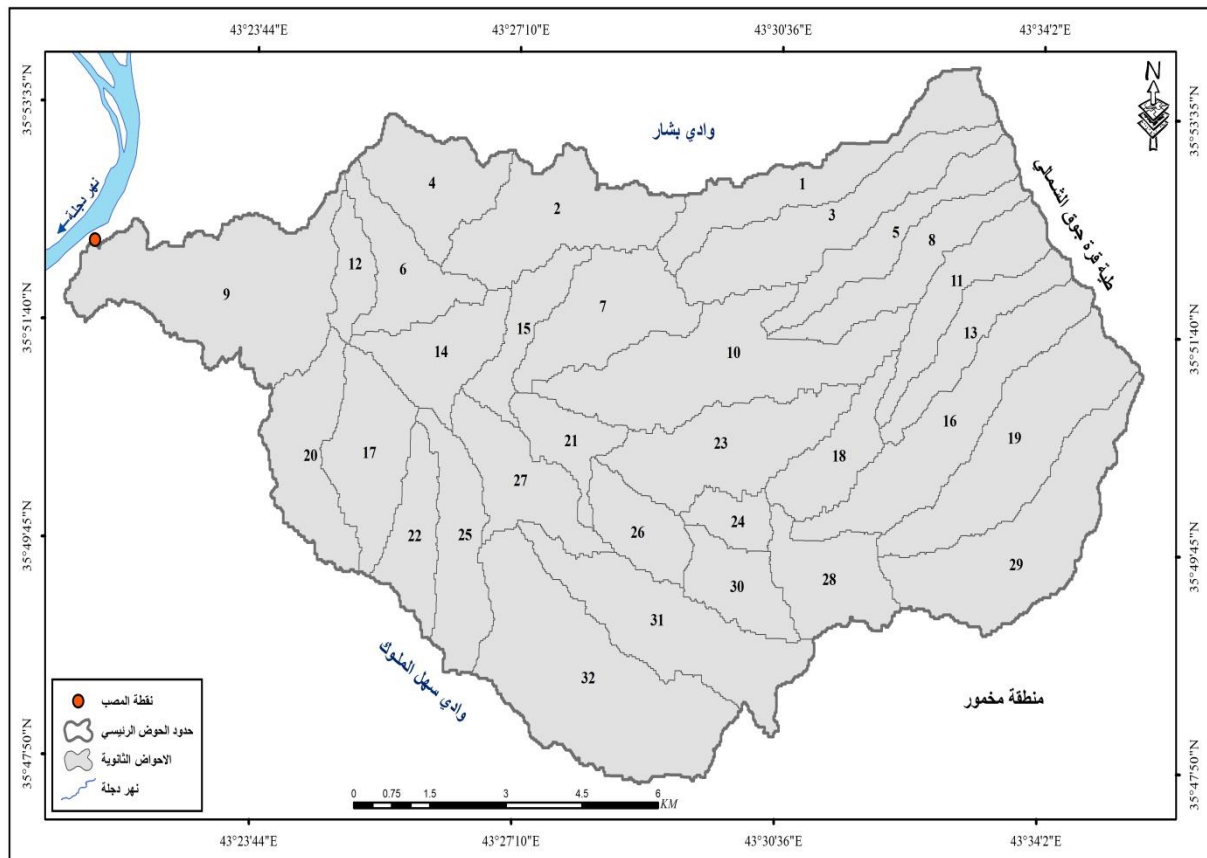 43°23'44"E
43°27'10"E
43°30'36"E
43°34'2"E
35°53'35"N
35°53'35"N
N
وادي بشار
نهر دجلة
طية قرة جوق الشمالي
1
4
2
3
5
8
12
6
9
11
7
15
13
14
10
35°51'40"N
35°51'40"N
16
19
21
23
20
17
18
27
22
25
26
24
35°49'45"N
35°49'45"N
30
28
29
31
32
وادي سهل الملوك
منطقة مخمور
نقطة المصب
حدود الحوض الرئيسي
الاحواض الثانوية
نهر دجلة
35°47'50"N
35°47'50"N
0 0.75 1.5 3 4.5 6
KM
43°23'44"E
43°27'10"E
43°30'36"E
43°34'2"E